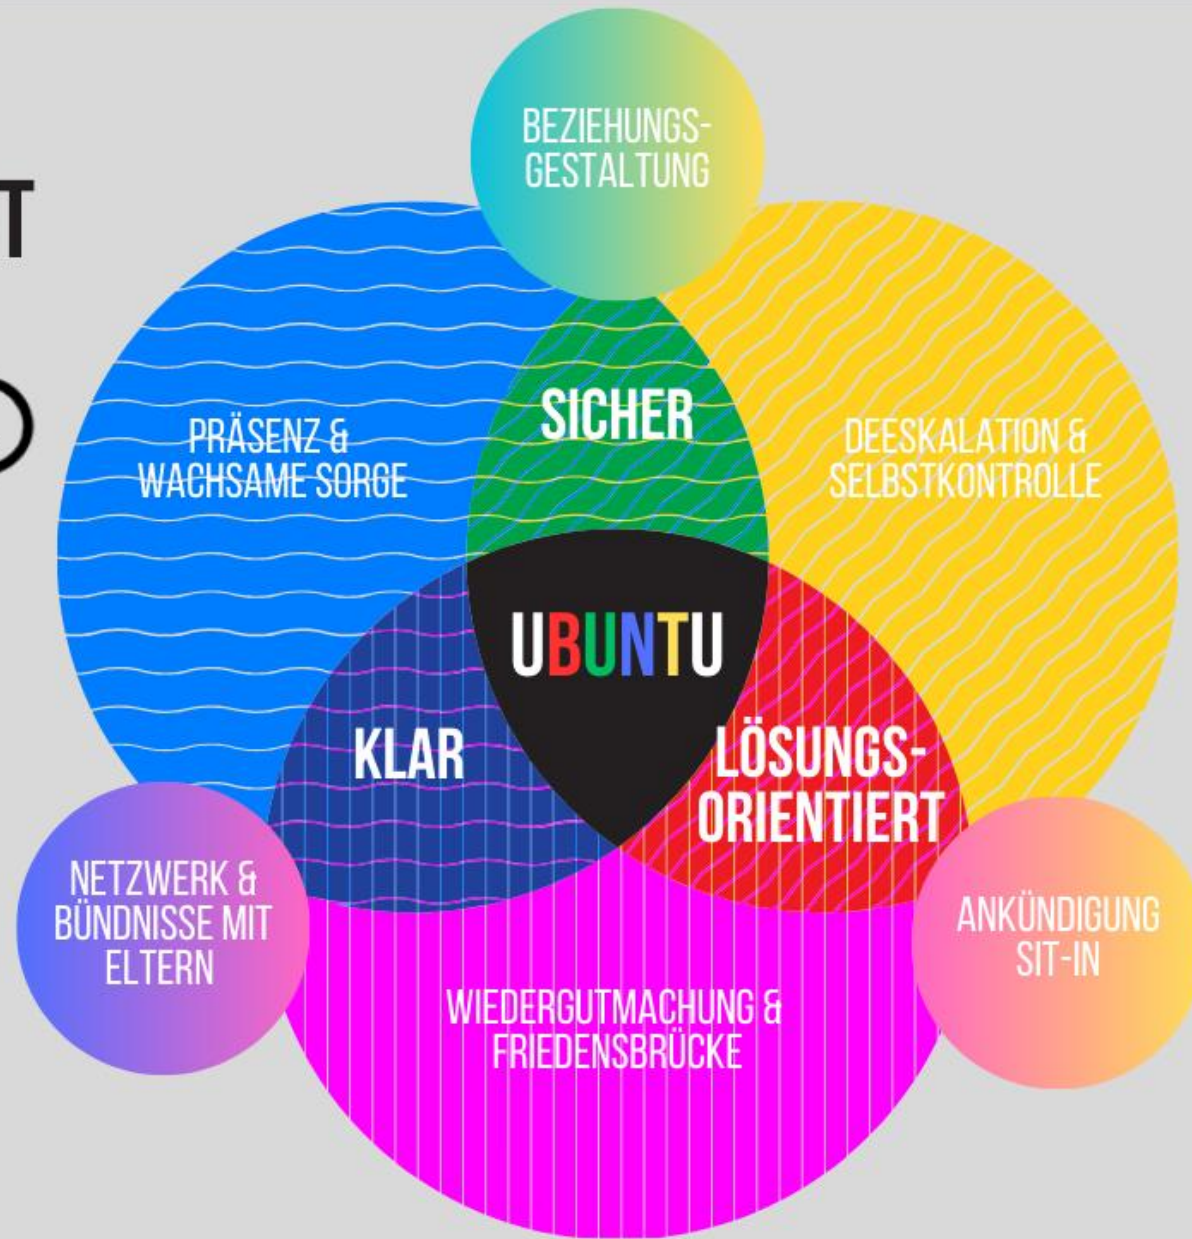 BEZIEHUNGS-
GESTALTUNG
T
SICHER
PRÄSENZ &
WACHSAME SORGE
DEESKALATION &
SELBSTKONTROLLE
UBUNTU
KLAR
LÖSUNGS-
ORIENTIERT
NETZWERK &
BÜNDNISSE MIT
ELTERN
ANKÜNDIGUNG
SIT-IN
WIEDERGUTMACHUNG &
FRIEDENSBRÜCKE